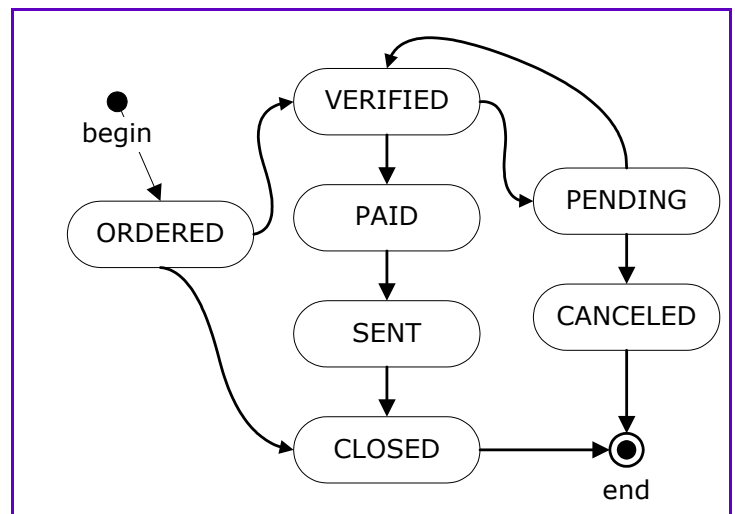 VERIFIED
begin
PENDING
PAID
ORDERED
CANCELED
SENT
CLOSED
end